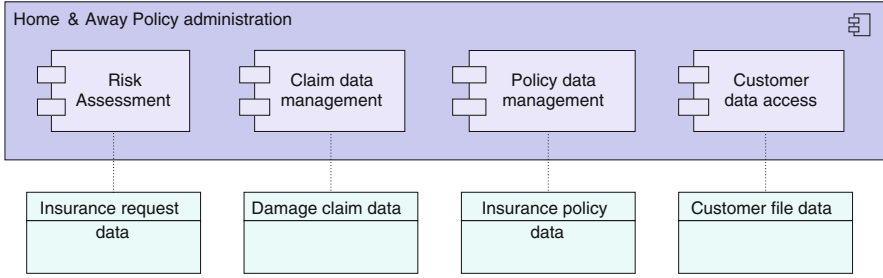 Home & Away Policy administration
Risk
Assessment
Claim data
management
Policy data
management
Customer
data access
Insurance request
data
Damage claim data
Insurance policy
data
Customer file data